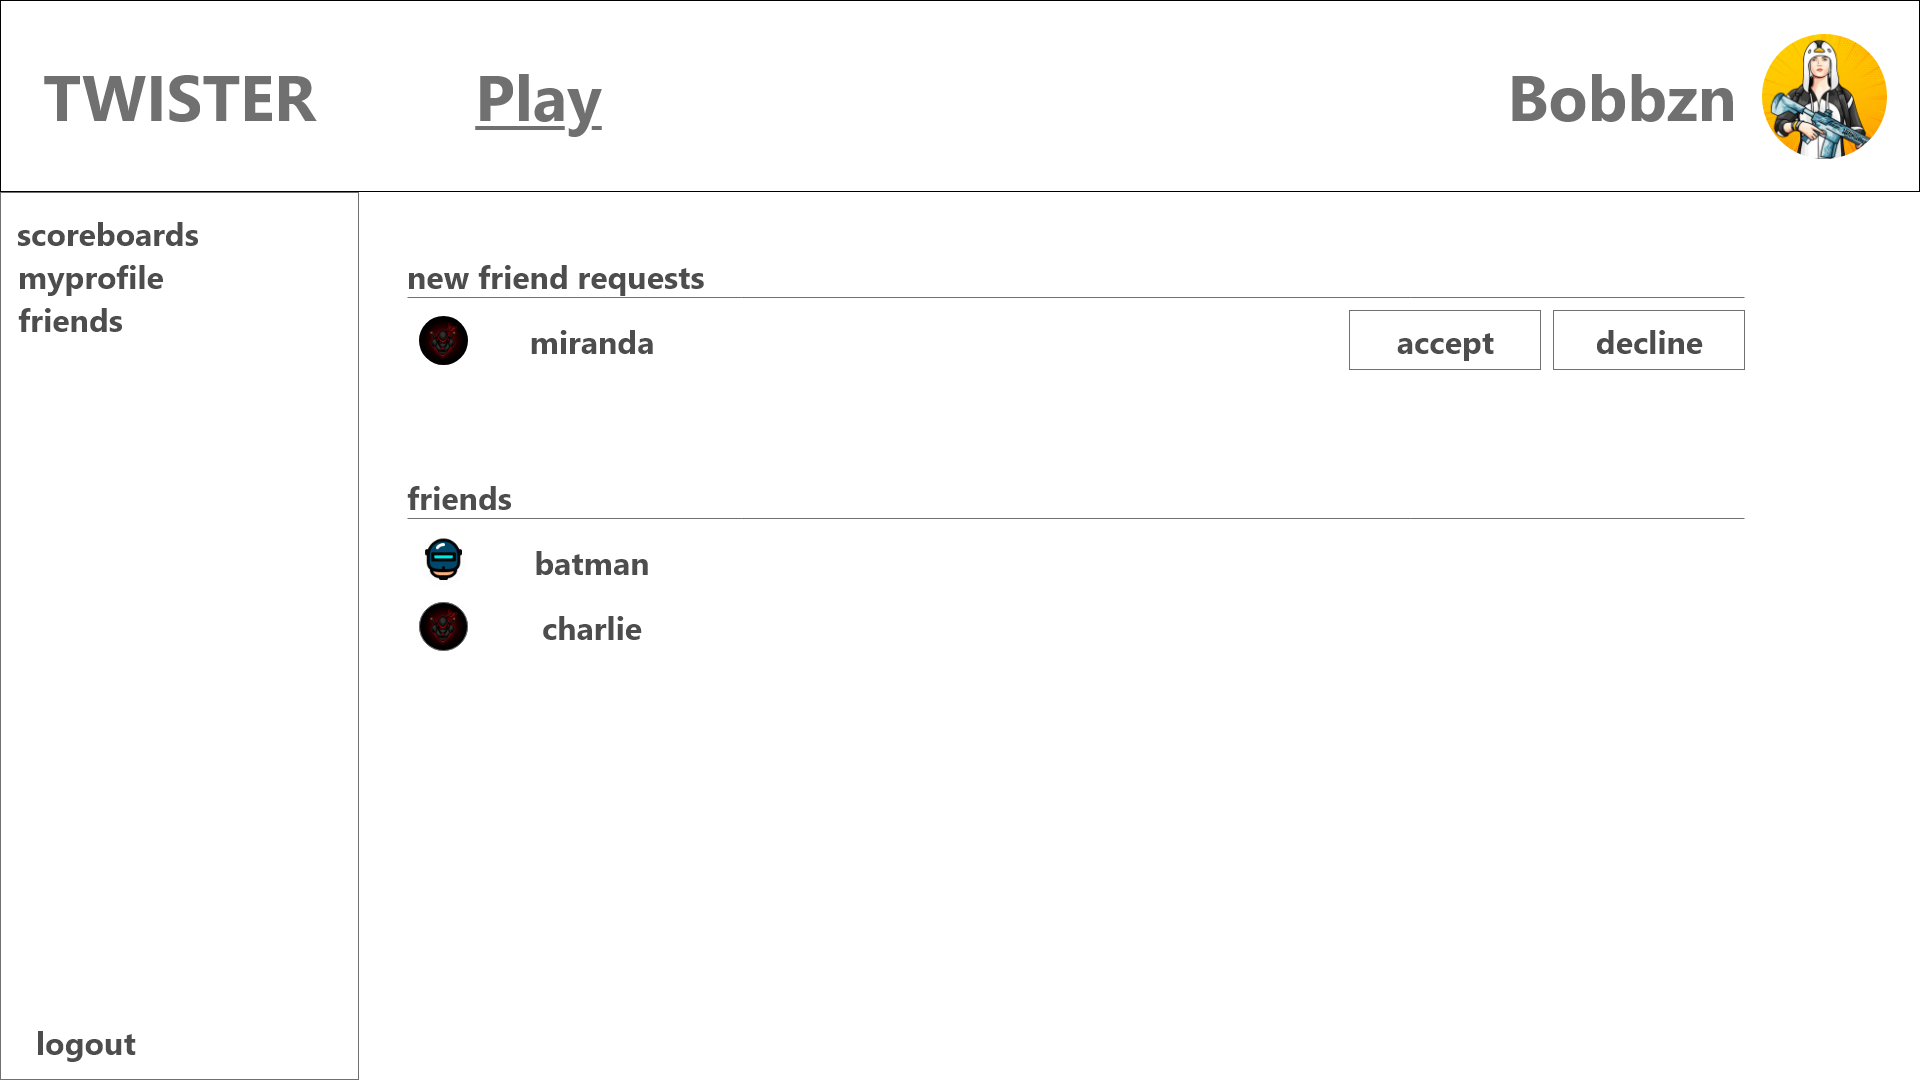 TWISTER Play Bobbzn
scoreboards
myprofile
friends
logout
new friend requests
miranda accept decline
friends
batman
charlie